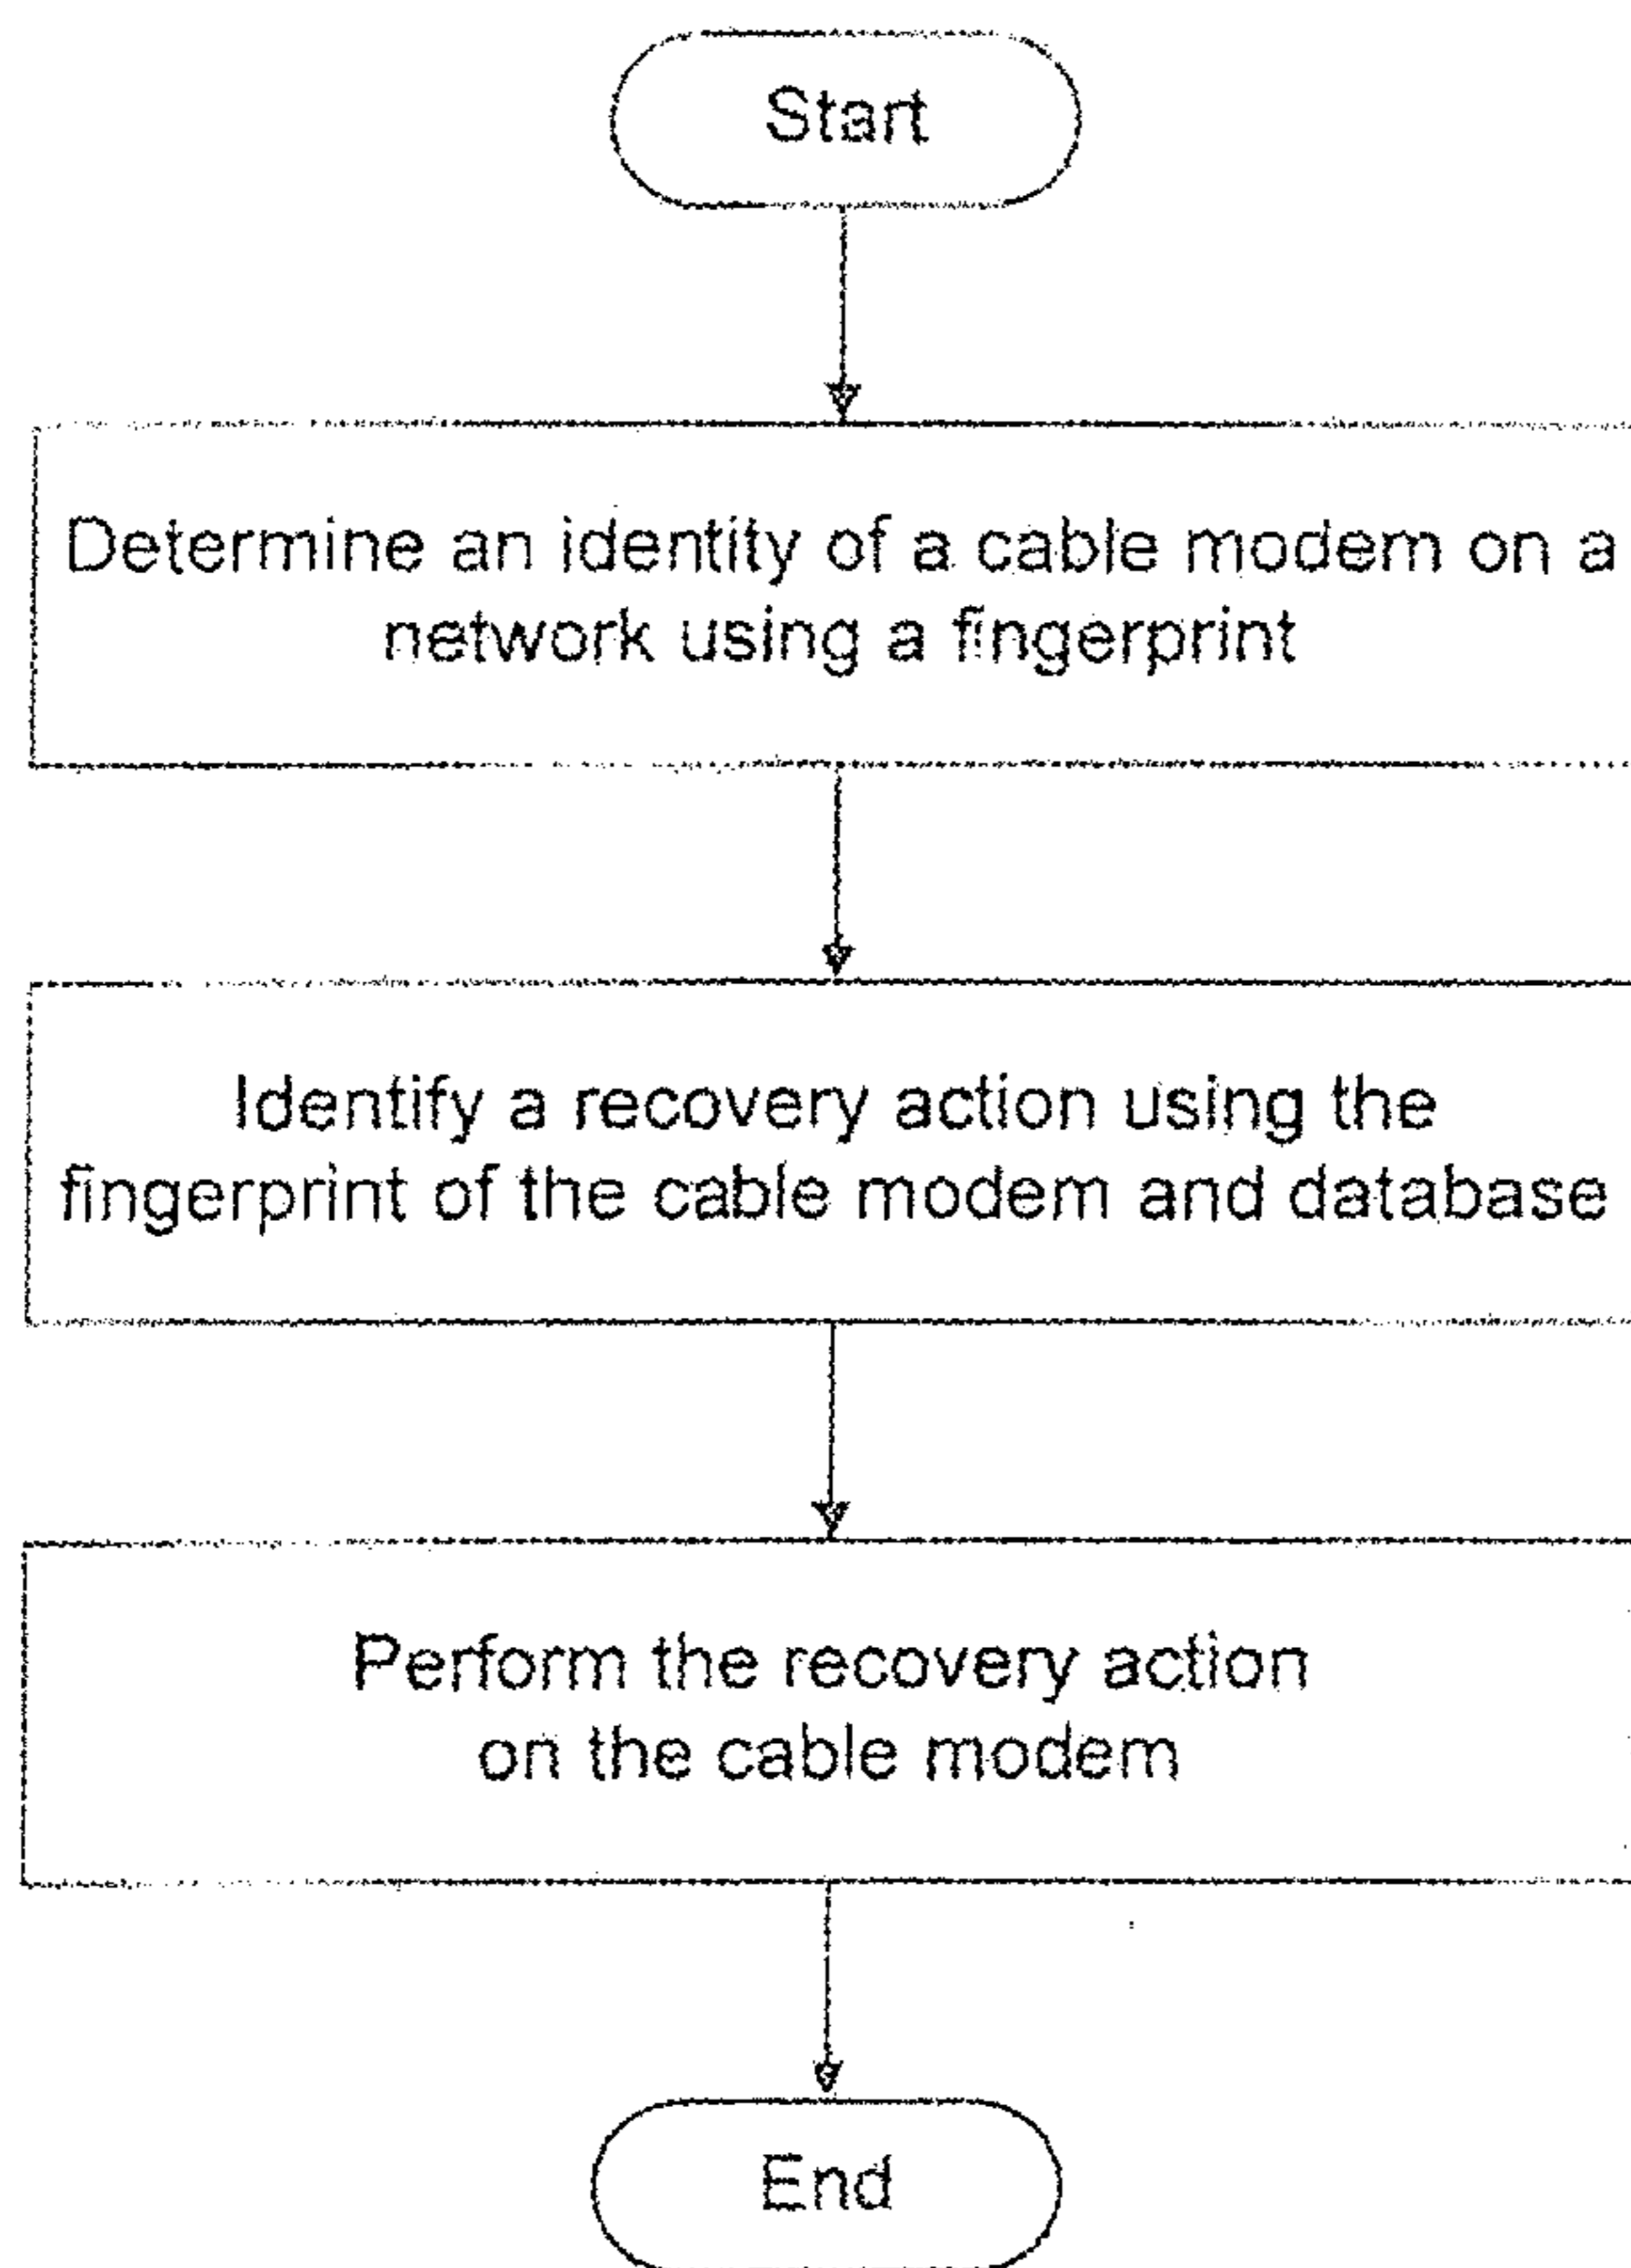 Start
Determine an identity of a cable modem on a
network using a fingerprint
Identify a recovery action using the
fingerprint of the cable modem and database
Perform the recovery action
on the cable modem
End